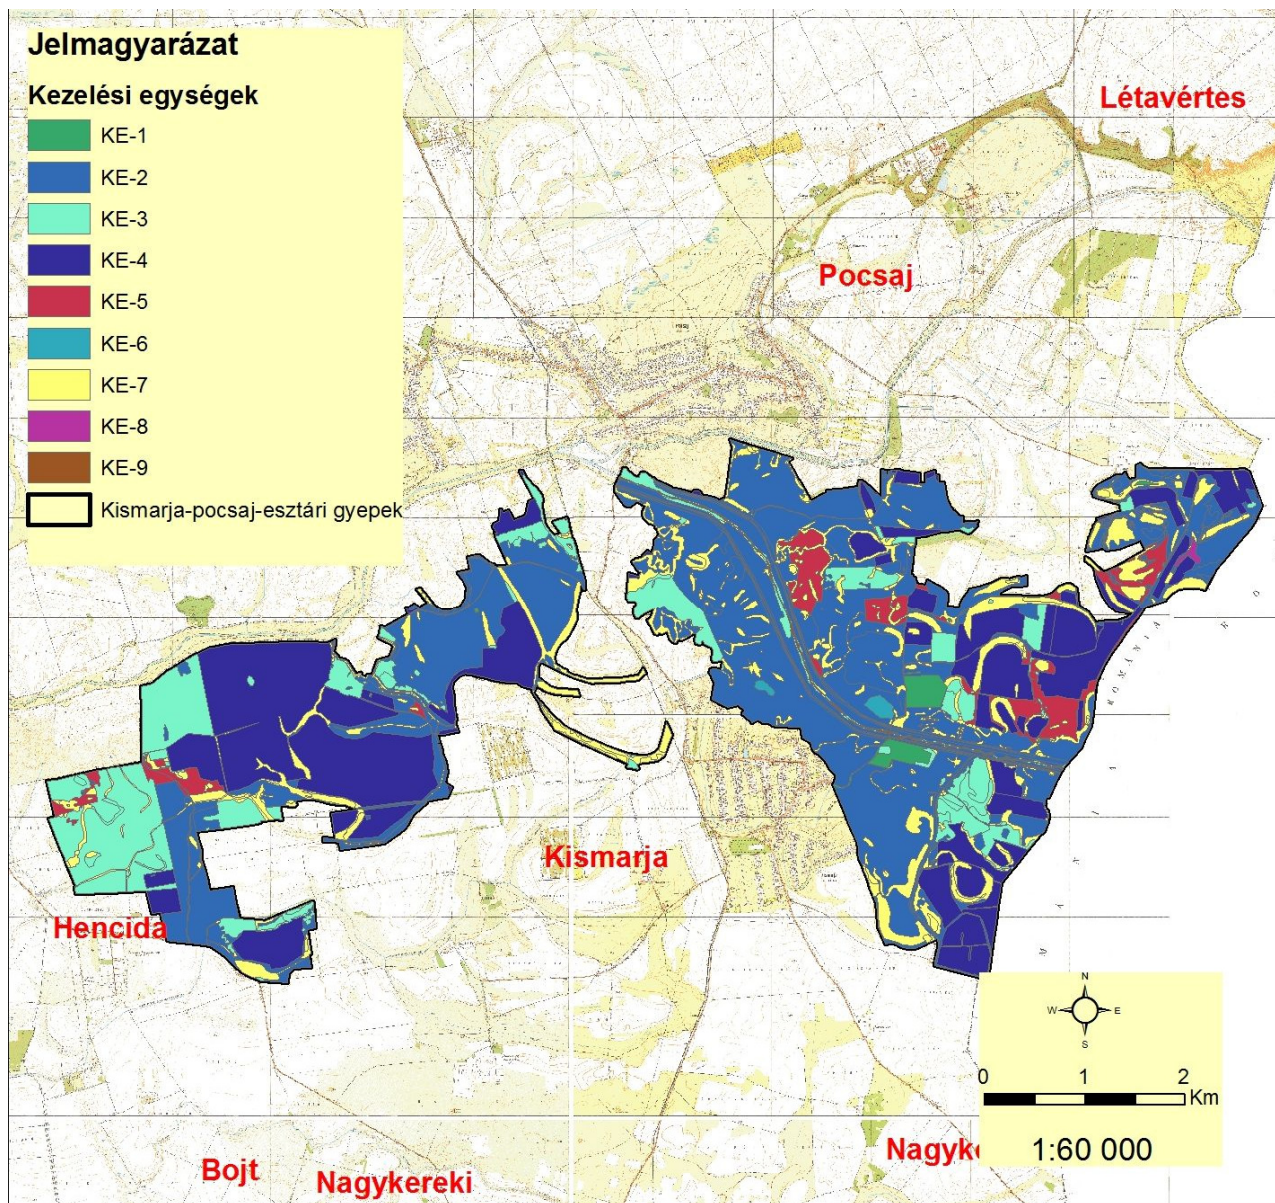 Jelmagyarázat
Kezelési egységek
KE-1
KE-2
KE-3
KE-4
KE-5
KE-6
KE-7
KE-8
KE-9
Kismarja-pocsaj-esztári gyepek
Létavértes
Pocsaj
Kismarja
Hencida
Bojt
Nagykereki
Nagyke
ROMÁNIA
N
W
E
S
0 1 2
Km
1:60 000